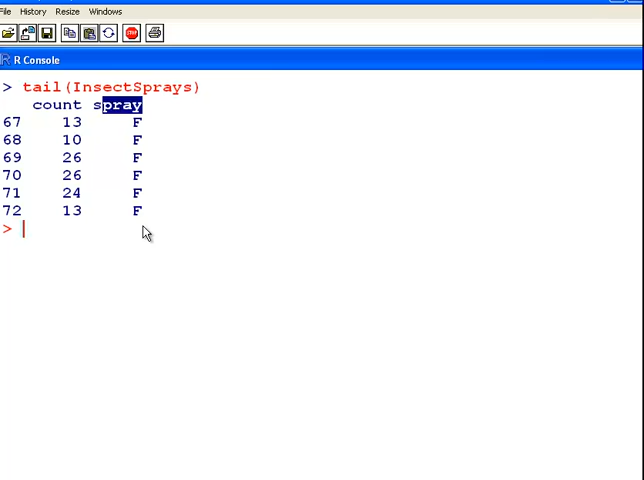 File History Resize Windows
STOP
R R Console
> tail(InsectSprays)
count spray
67 13 F
68 10 F
69 26 F
70 26 F
71 24 F
72 13 F
>